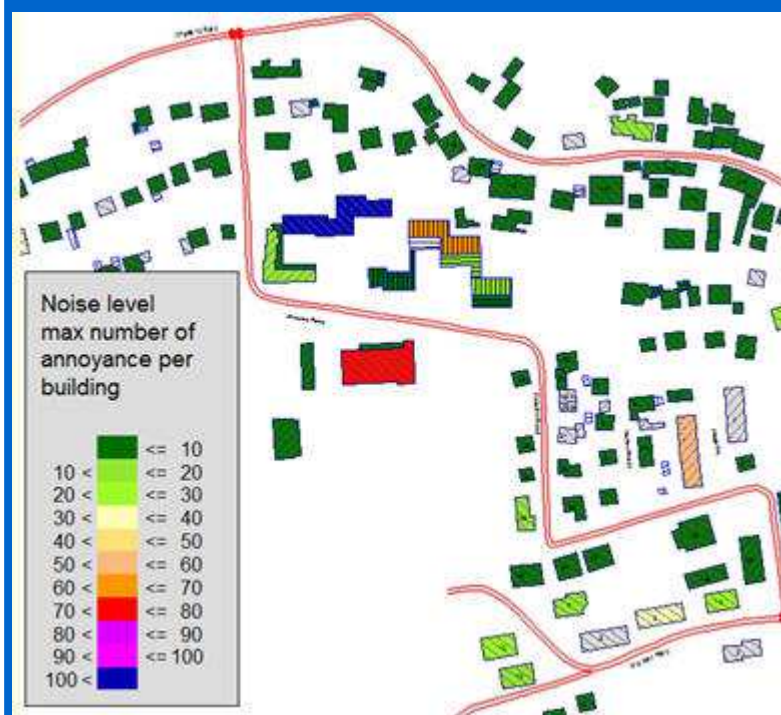 Noise level
max number of
annoyance per
building
<= 10
10 < <= 20
20 < <= 30
30 < <= 40
40 < <= 50
50 < <= 60
60 < <= 70
70 < <= 80
80 < <= 90
90 < <= 100
100 <